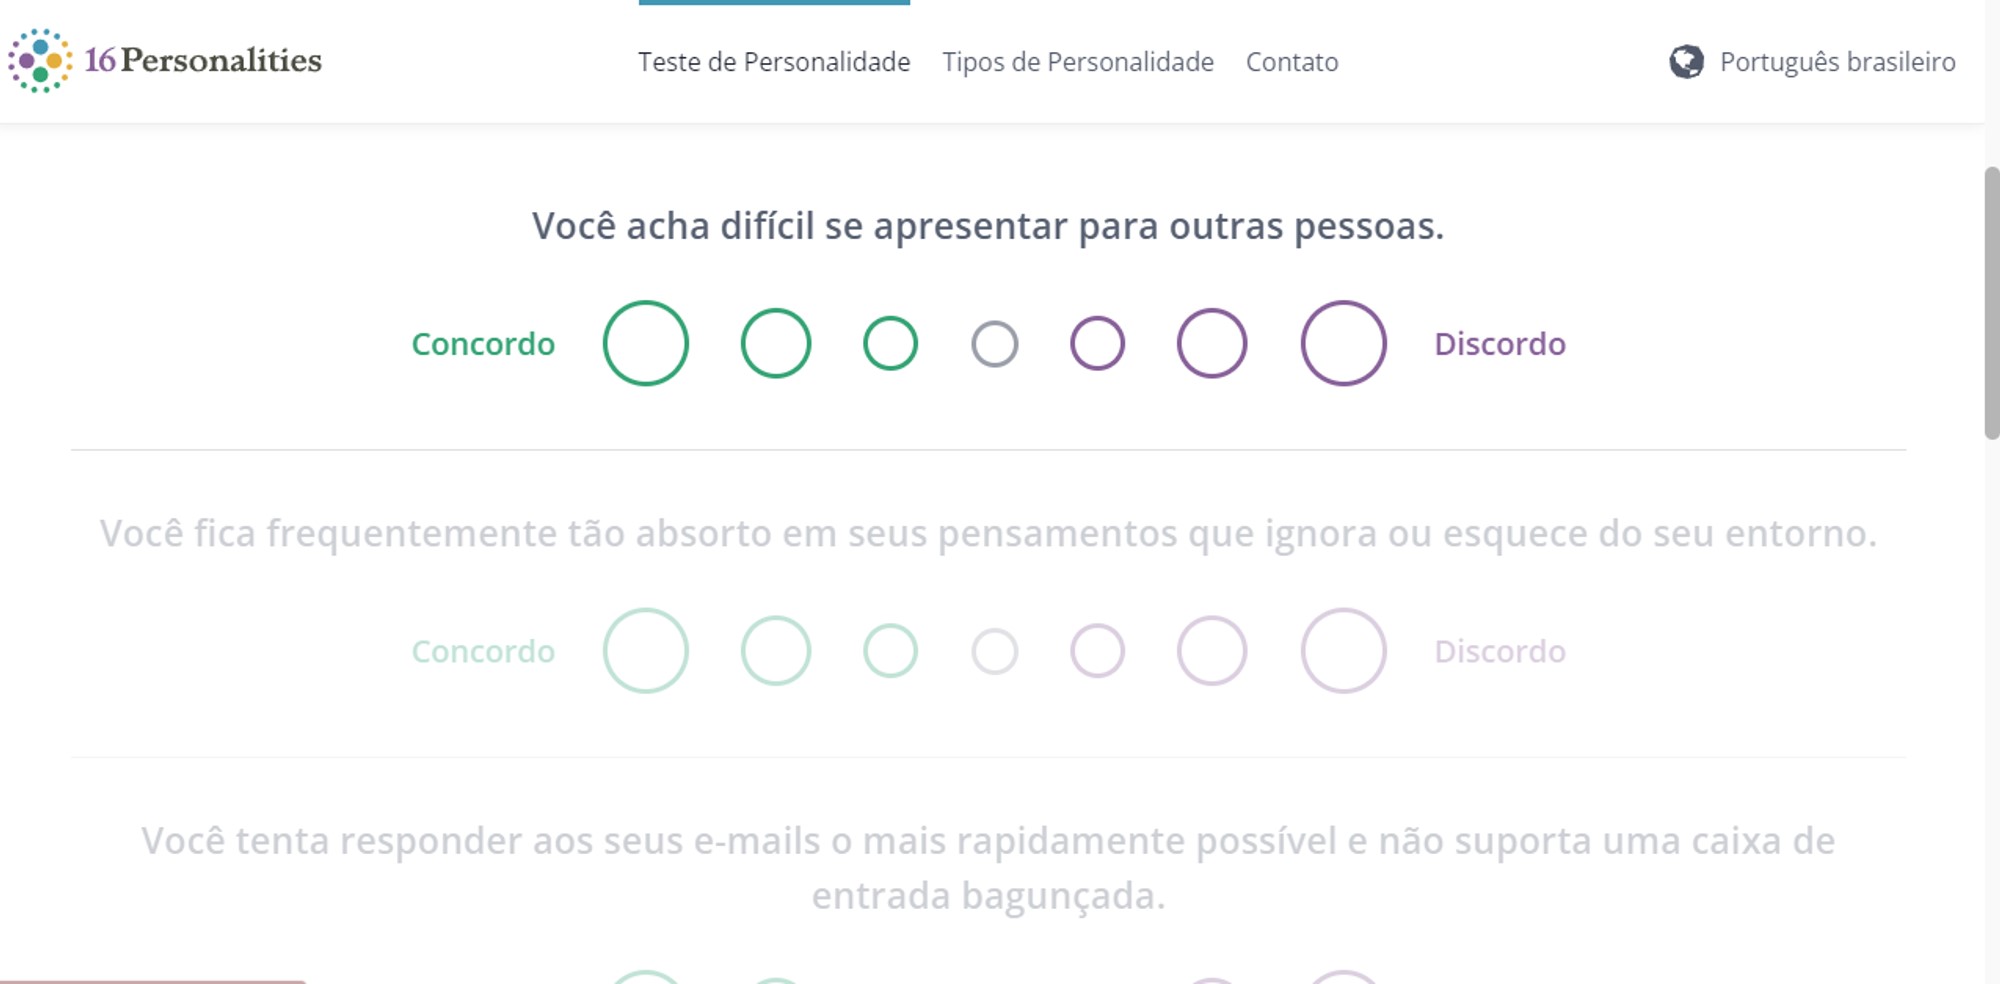 16Personalities
Teste de Personalidade
Tipos de Personalidade
Contato
Português brasileiro
Você acha difícil se apresentar para outras pessoas.
Concordo
Discordo
Você fica frequentemente tão absorto em seus pensamentos que ignora ou esquece do seu entorno.
Concordo
Discordo
Você tenta responder aos seus e-mails o mais rapidamente possível e não suporta uma caixa de
entrada bagunçada.